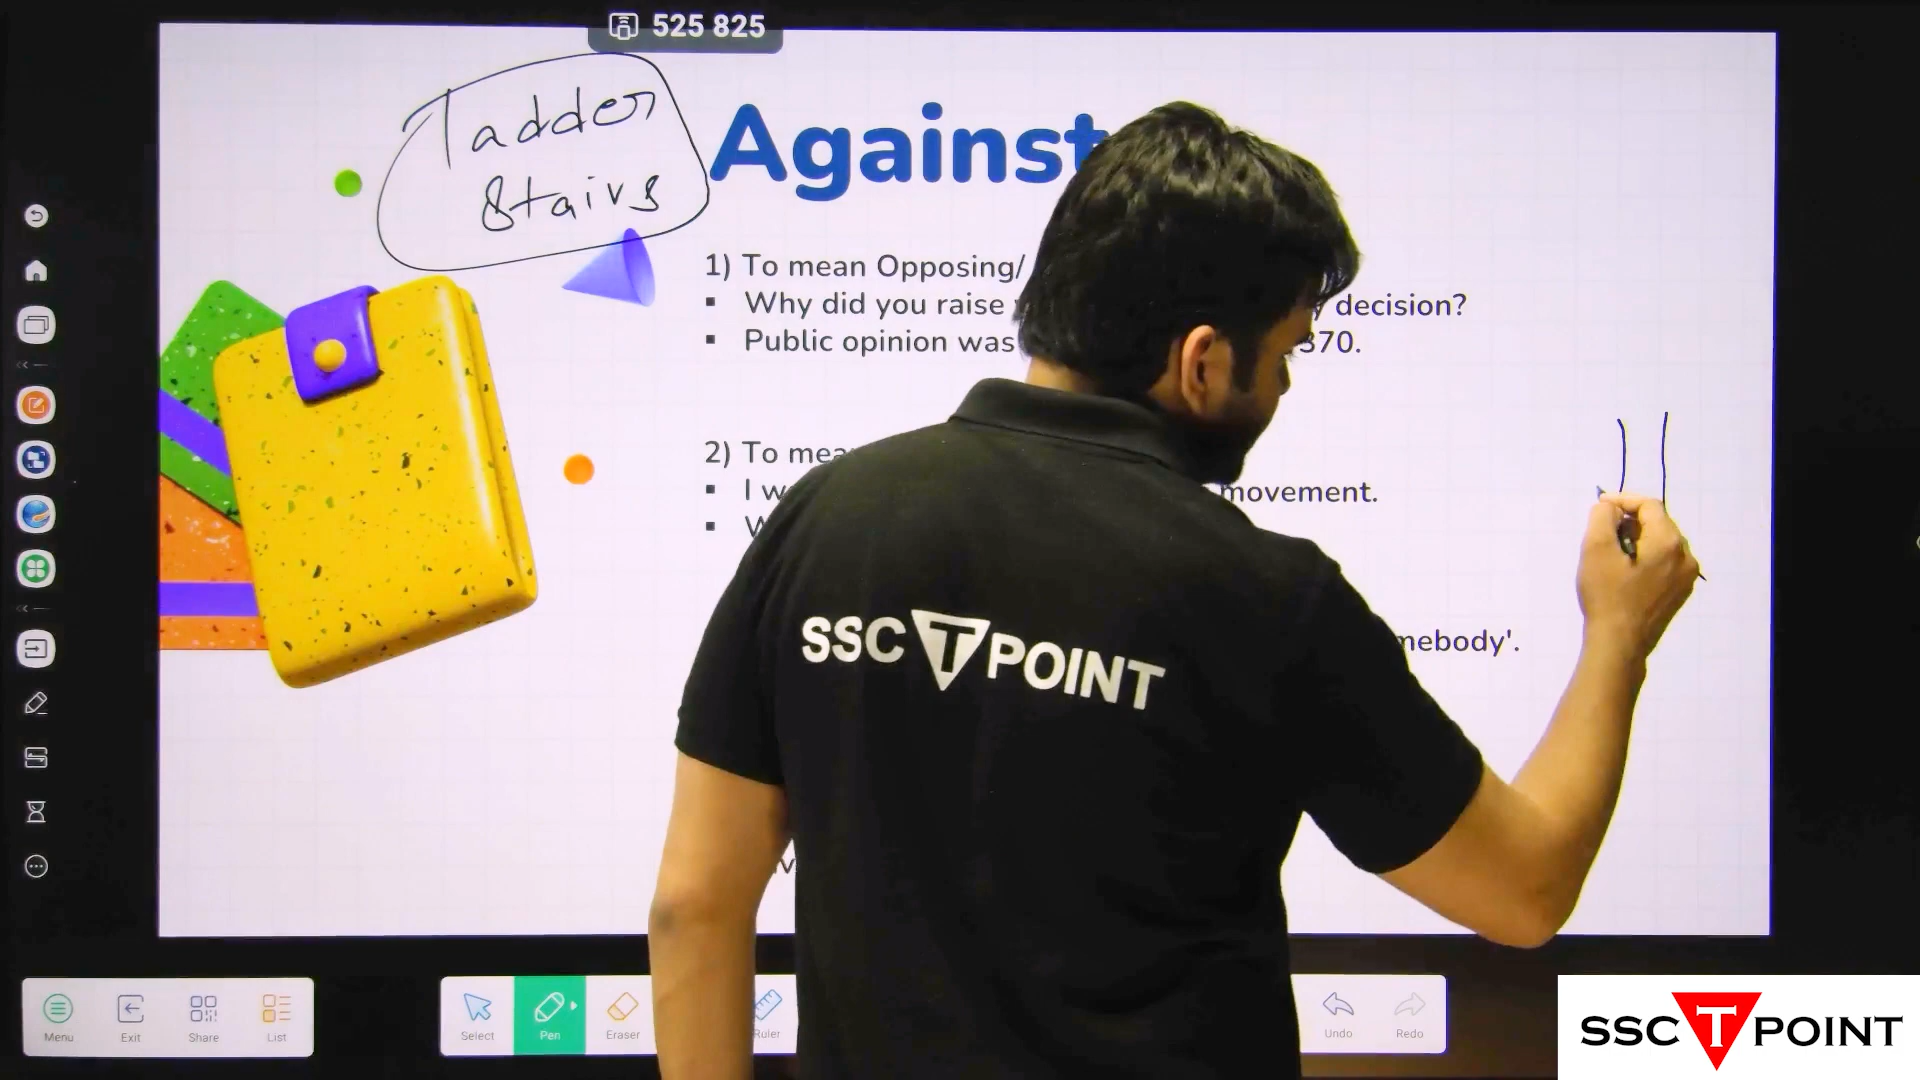 525 825
Tadder
Stairs
Against
1) To mean Opposing/
▪ Why did you raise
decision?
▪ Public opinion was
370.
2) To mea
▪ I w
movement.
▪ W
mebody'.
SSC T POINT
Menu
Exit
Share
List
Select
Pen
Eraser
Ruler
Undo
Redo
SSC T POINT